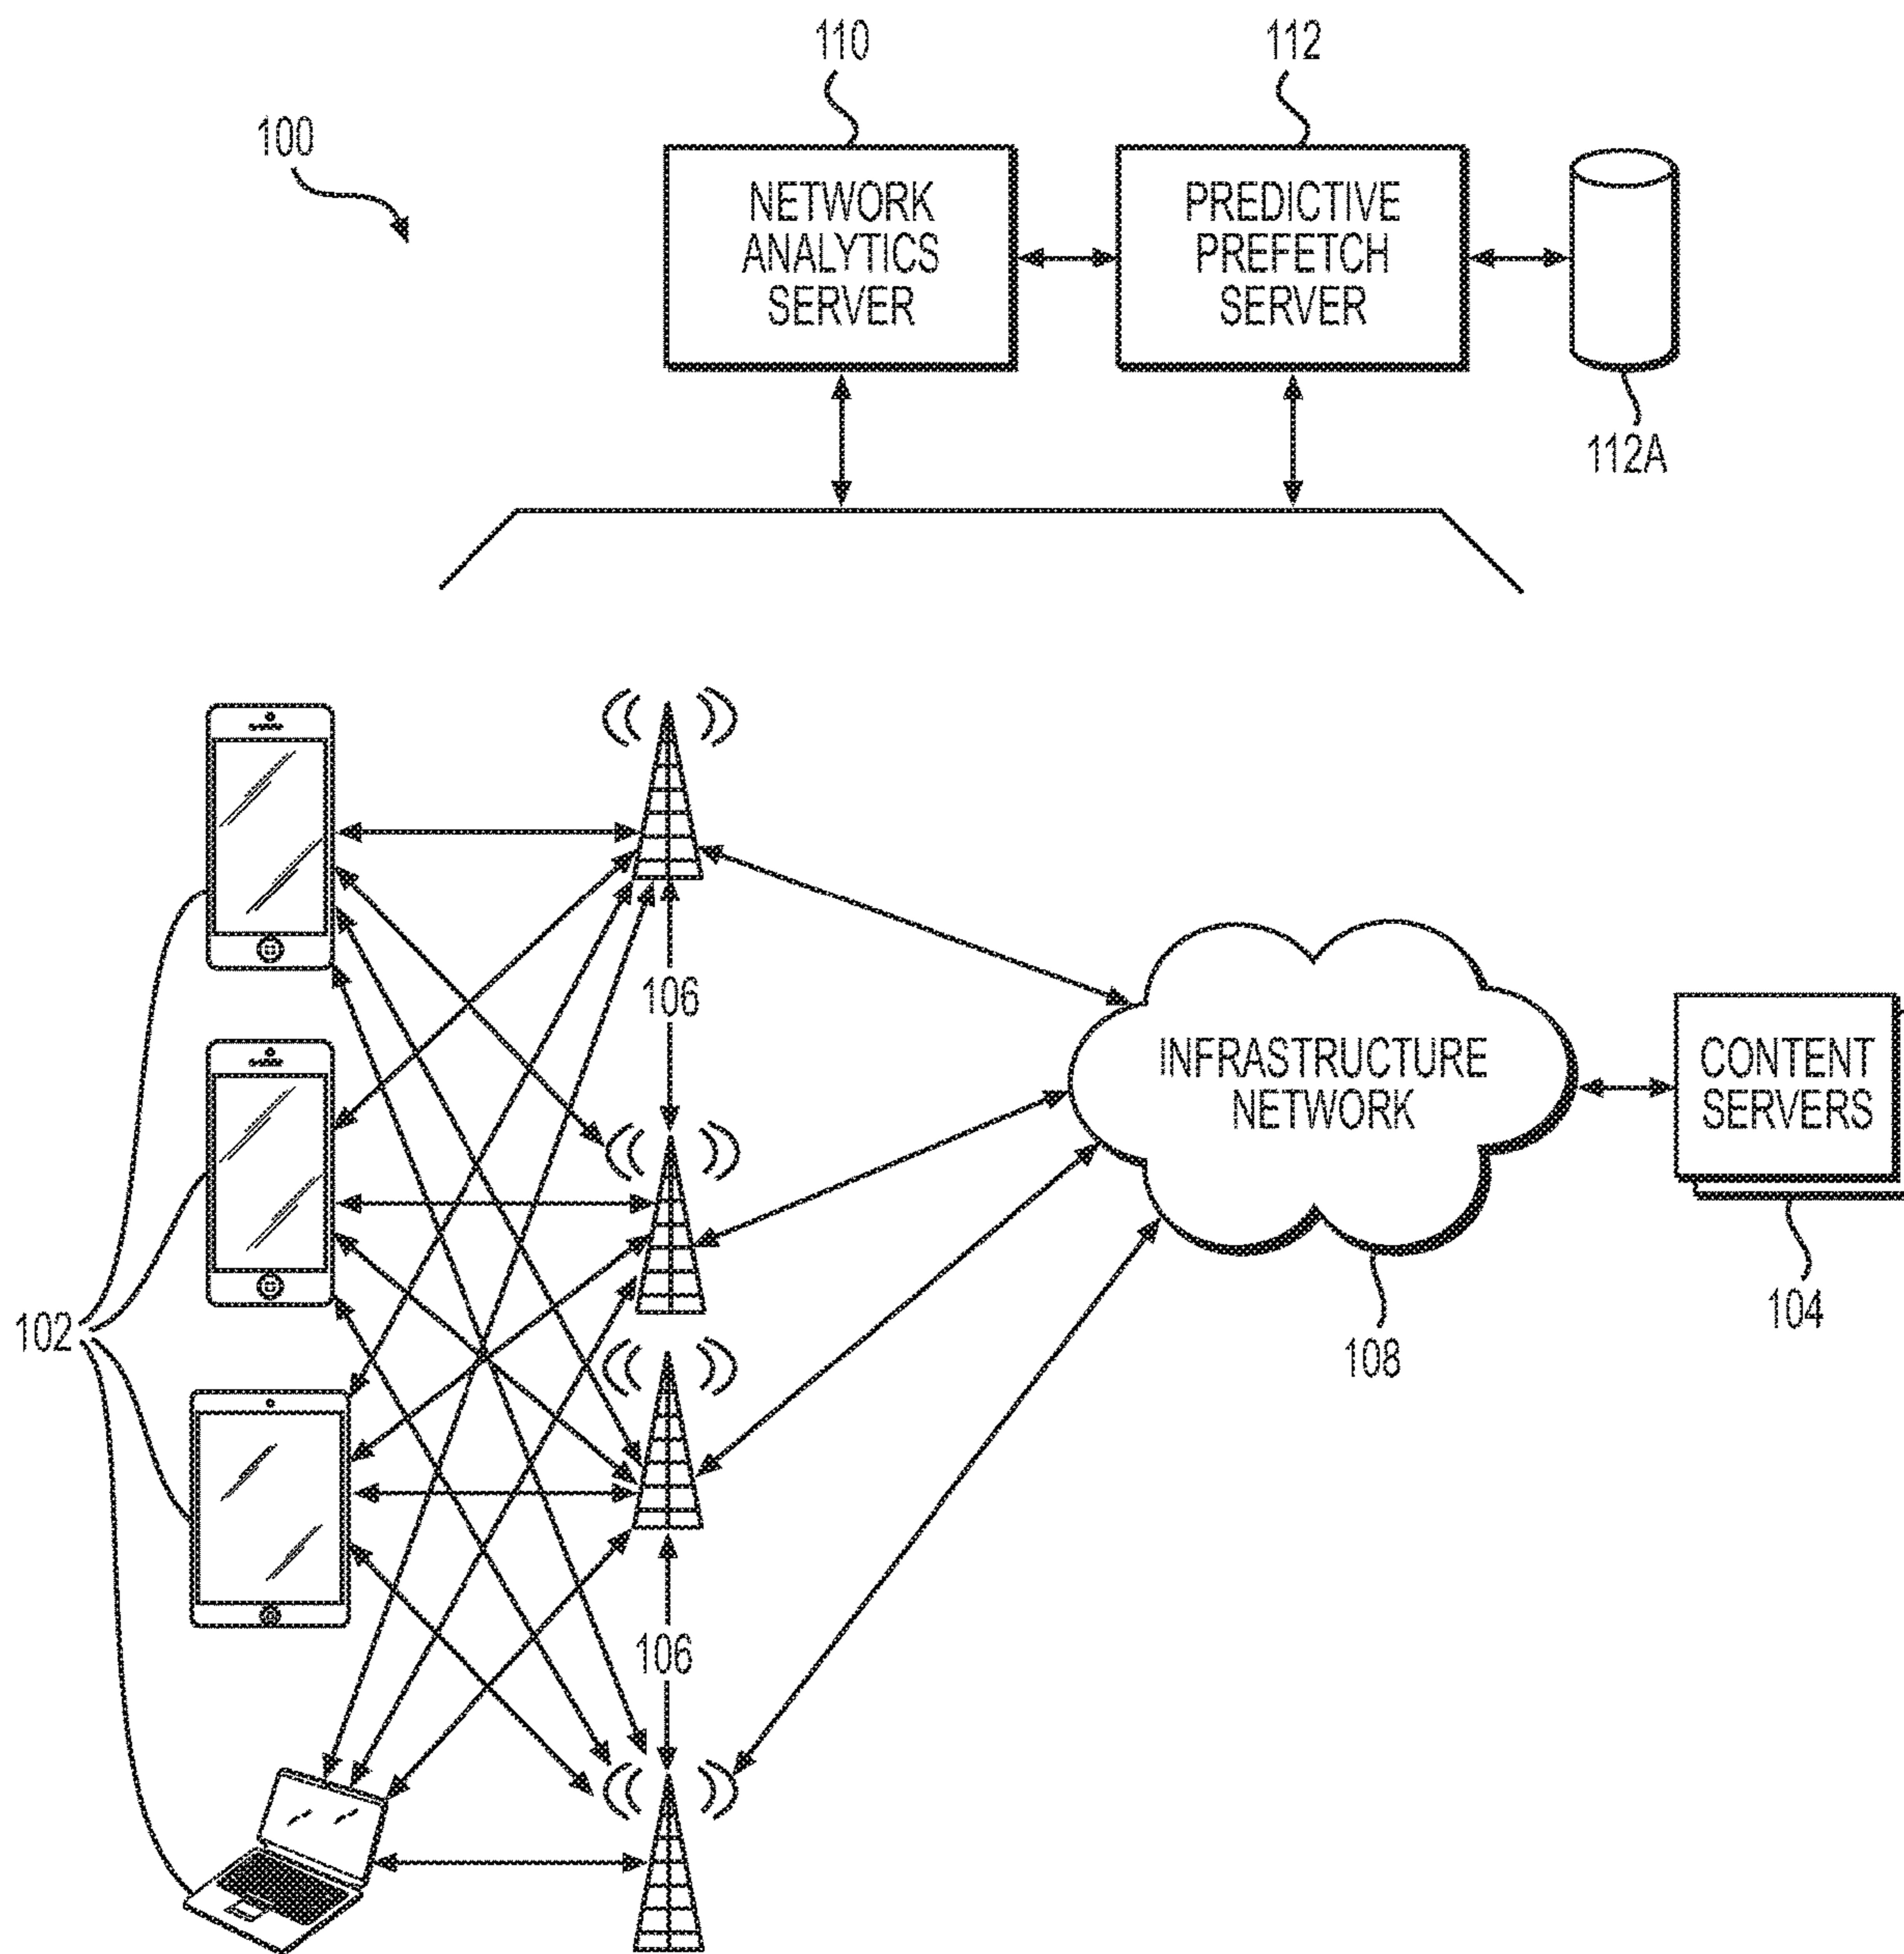 110
112
100
NETWORK
ANALYTICS
SERVER
PREDICTIVE
PREFETCH
SERVER
112A
106
INFRASTRUCTURE
NETWORK
CONTENT
SERVERS
104
108
102
106